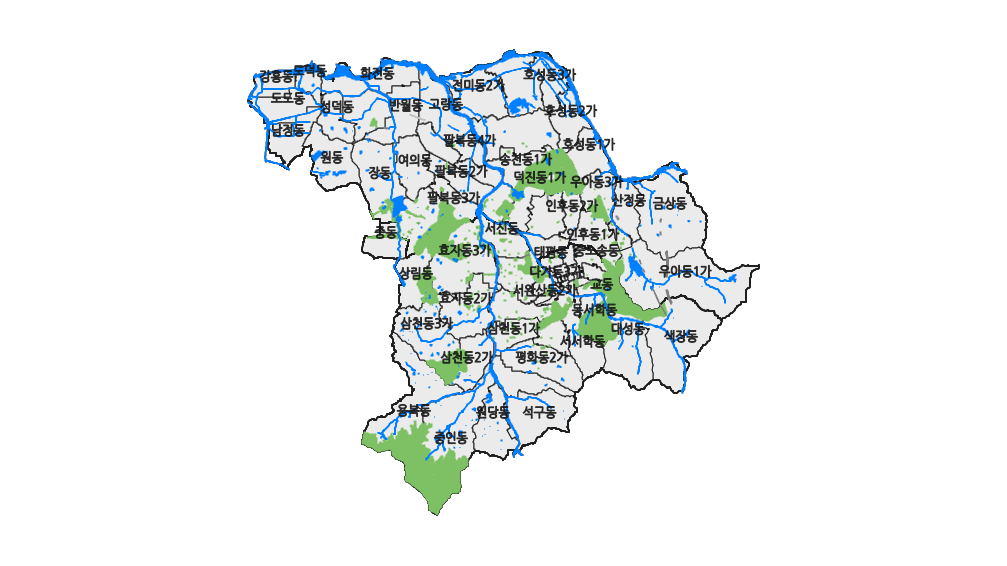 강흥동
도덕동
화전동
호성동3가
전미동2가
도도동
성덕동
반월동
고랑동
호성동2가
남정동
팔복동4가
호성동1가
원동
여의동
송천동1가
장동
팔복동2가
덕진동1가
우아동3가
팔복동3가
산정동
금상동
인후동2가
중동
서신동
인후동1가
효자동3가
태평동
상림동
다가동3가
우아동1가
서완산동2가
교동
효자동2가
동서학동
삼천동3가
삼천동1가
대성동
색장동
서서학동
삼천동2가
평화동2가
용복동
원당동
석구동
중인동